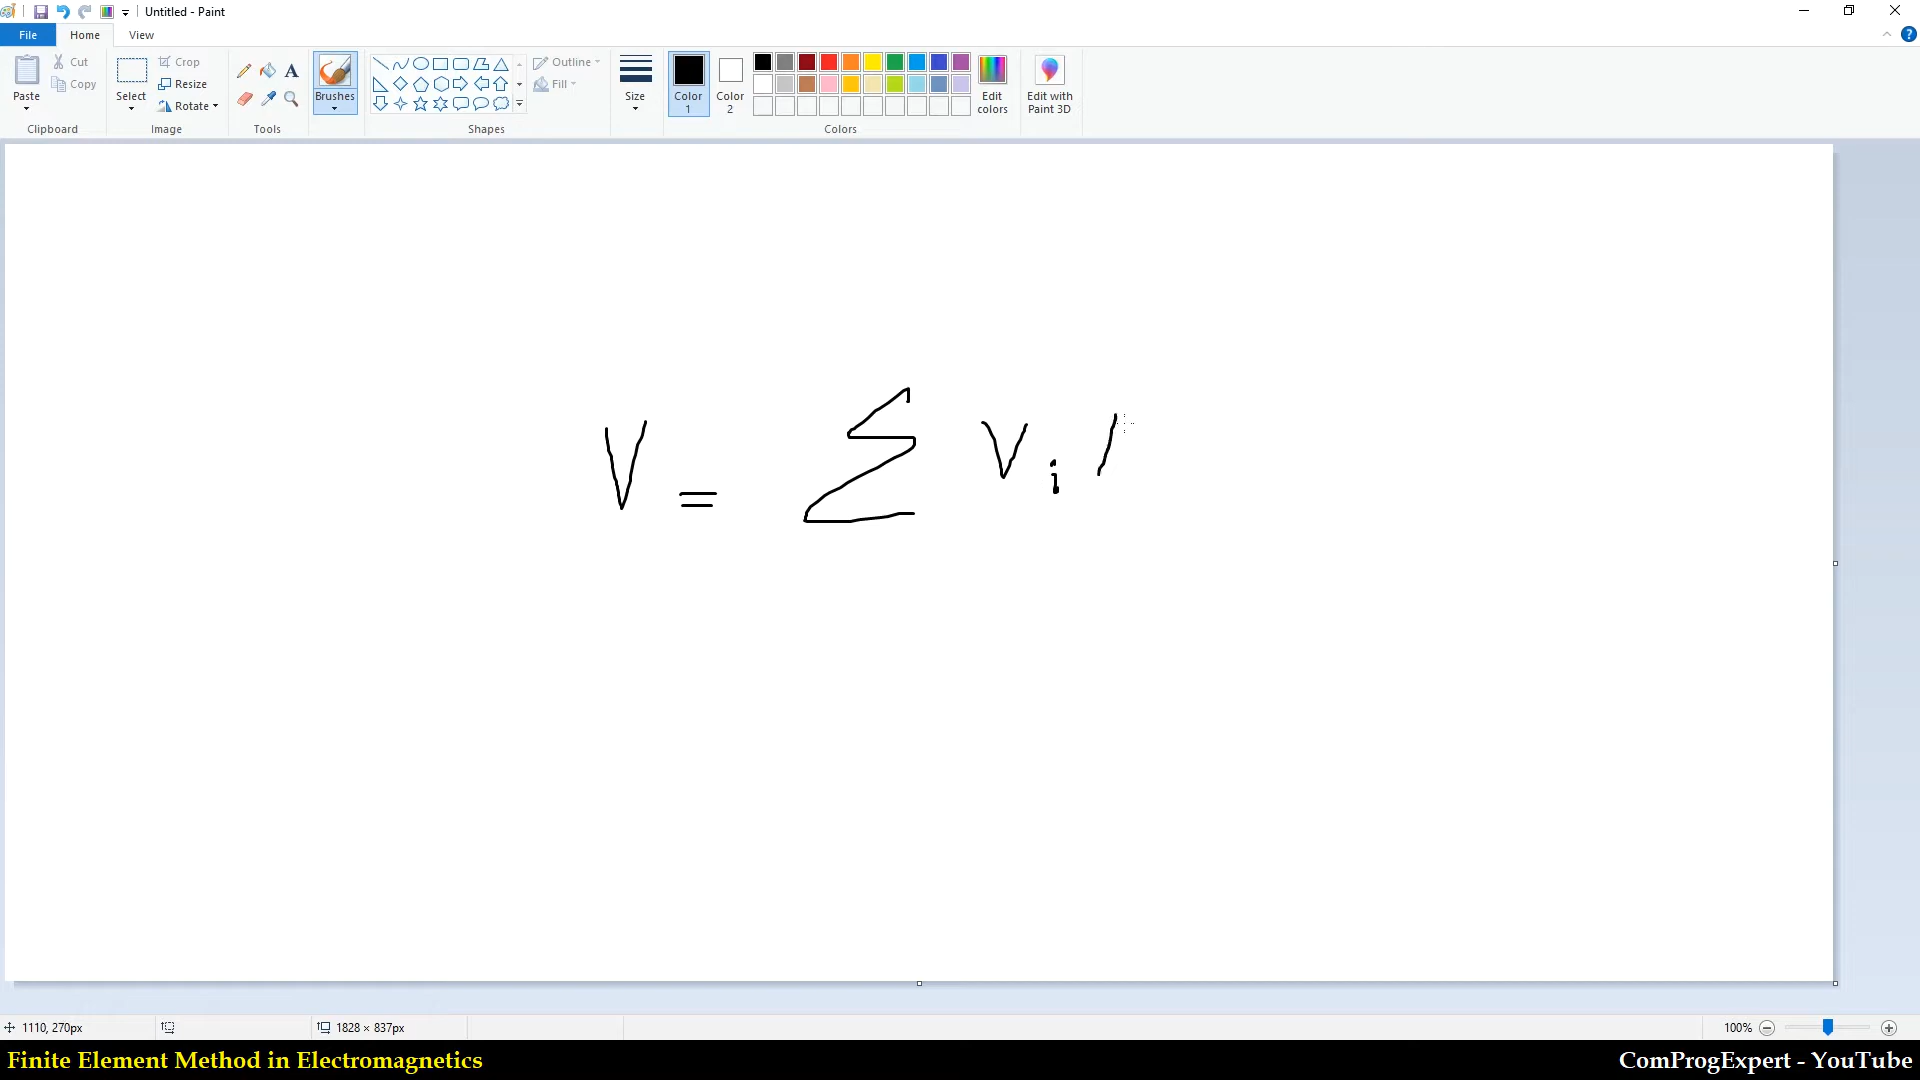 Untitled - Paint
File Home View
Paste Cut Copy Clipboard
Select Crop Resize Rotate Image
Tools
Brushes
Shapes Outline Fill
Size
Color 1 Color 2 Edit colors Colors
Edit with Paint 3D
V = Σ V i
1110, 270px 1828 × 837px 100%
Finite Element Method in Electromagnetics ComProgExpert - YouTube